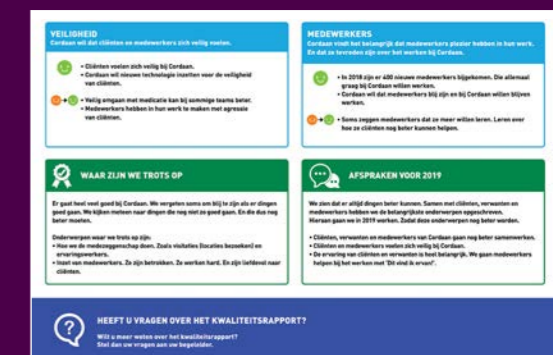 VEILIGHEID
Cordaan wil dat cliënten en medewerkers zich veilig voelen.
• Cliënten voelen zich veilig bij Cordaan.
• Cordaan wil nieuwe technologie inzetten voor de veiligheid
van cliënten.
• Veilig omgaan met medicatie kan bij sommige teams beter.
• Medewerkers hebben in hun werk te maken met agressie
van cliënten.
MEDEWERKERS
Cordaan vindt het belangrijk dat medewerkers plezier hebben in hun werk.
En dat ze tevreden zijn over het werken bij Cordaan.
• In 2018 zijn er 400 nieuwe medewerkers bijgekomen. Die allemaal
graag bij Cordaan willen werken.
• Cordaan wil dat medewerkers blij zijn en bij Cordaan willen blijven
werken.
• Soms zeggen medewerkers dat ze meer willen leren. Leren over
hoe ze cliënten nog beter kunnen helpen.
WAAR ZIJN WE TROTS OP
Er gaat heel veel goed bij Cordaan. We vergeten soms om blij te zijn als er dingen
goed gaan. We kijken meteen naar dingen die nog niet zo goed gaan. En die dus nog
beter moeten.
Onderwerpen waar we trots op zijn:
• Hoe we de medezeggenschap doen. Zoals visitaties (locaties bezoeken) en
ervaringswerkers.
• Inzet van medewerkers. Ze zijn betrokken. Ze werken hard. En zijn liefdevol naar
cliënten.
AFSPRAKEN VOOR 2019
We zien dat er altijd dingen beter kunnen. Samen met cliënten, verwanten en
medewerkers hebben we de belangrijkste onderwerpen opgeschreven.
Hieraan gaan we in 2019 werken. Zodat deze onderwerpen nog beter worden.
• Cliënten, verwanten en medewerkers van Cordaan gaan nog beter samenwerken.
• Cliënten en medewerkers voelen zich veilig bij Cordaan.
• De ervaring van cliënten en verwanten is heel belangrijk. We gaan medewerkers
helpen bij het werken met "Dit vind ik ervan!".
HEEFT U VRAGEN OVER HET KWALITEITSRAPPORT?
Wilt u meer weten over het kwaliteitsrapport?
Stel dan uw vragen aan uw begeleider.